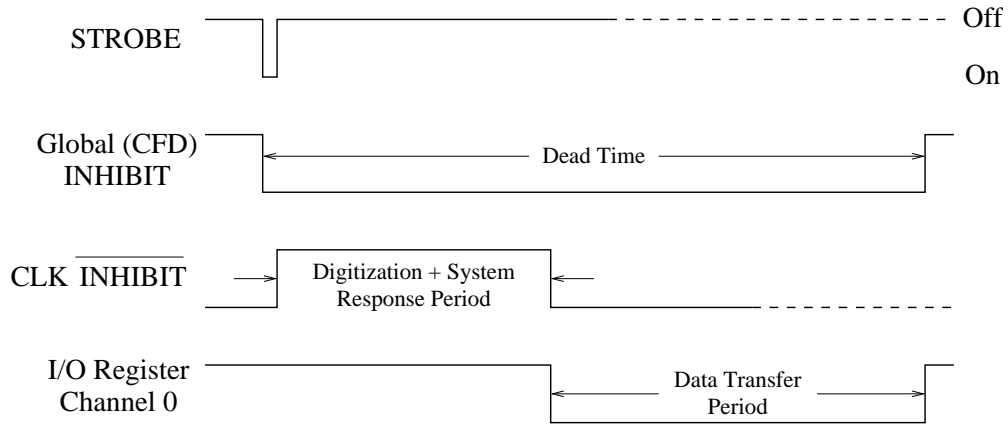 Off
STROBE
On
Global (CFD)
INHIBIT
Dead Time
CLK INHIBIT
Digitization + System
Response Period
I/O Register
Channel 0
Data Transfer
Period